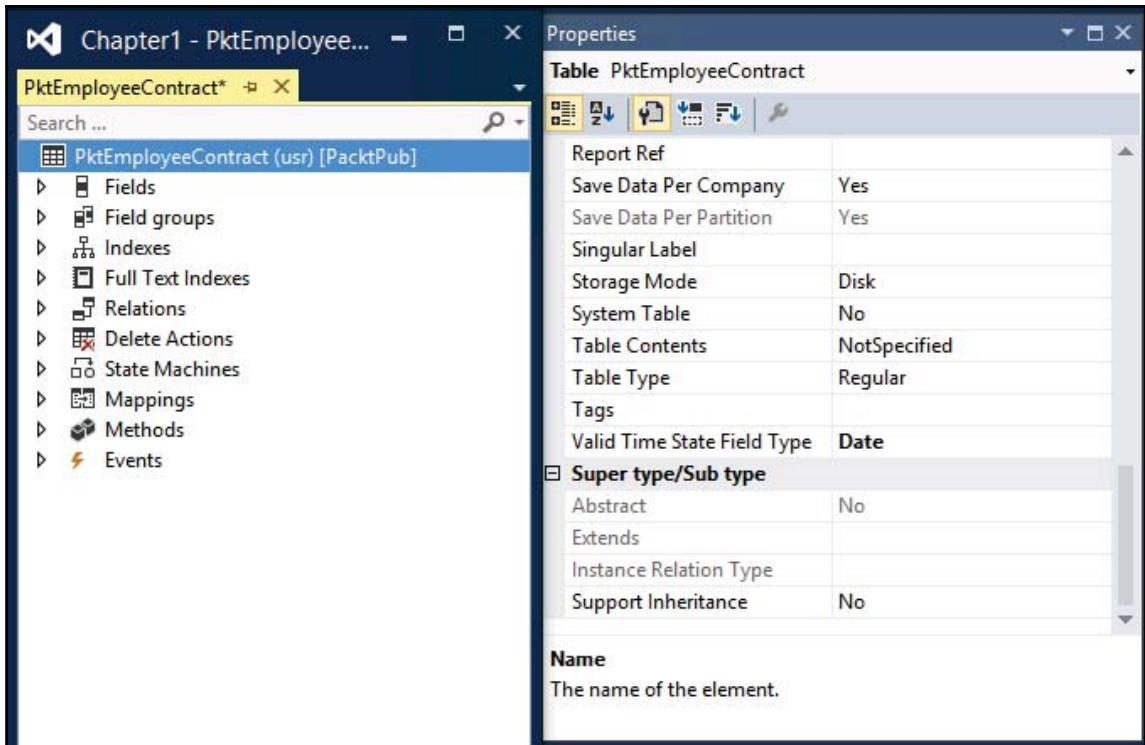 Chapter1 - PktEmployee...
PktEmployeeContract*
Search ...
PktEmployeeContract (usr) [PacktPub]
Fields
Field groups
Indexes
Full Text Indexes
Relations
Delete Actions
State Machines
Mappings
Methods
Events
Properties
Table PktEmployeeContract
Report Ref
Save Data Per Company Yes
Save Data Per Partition Yes
Singular Label
Storage Mode Disk
System Table No
Table Contents NotSpecified
Table Type Regular
Tags
Valid Time State Field Type Date
Super type/Sub type
Abstract No
Extends
Instance Relation Type
Support Inheritance No
Name
The name of the element.